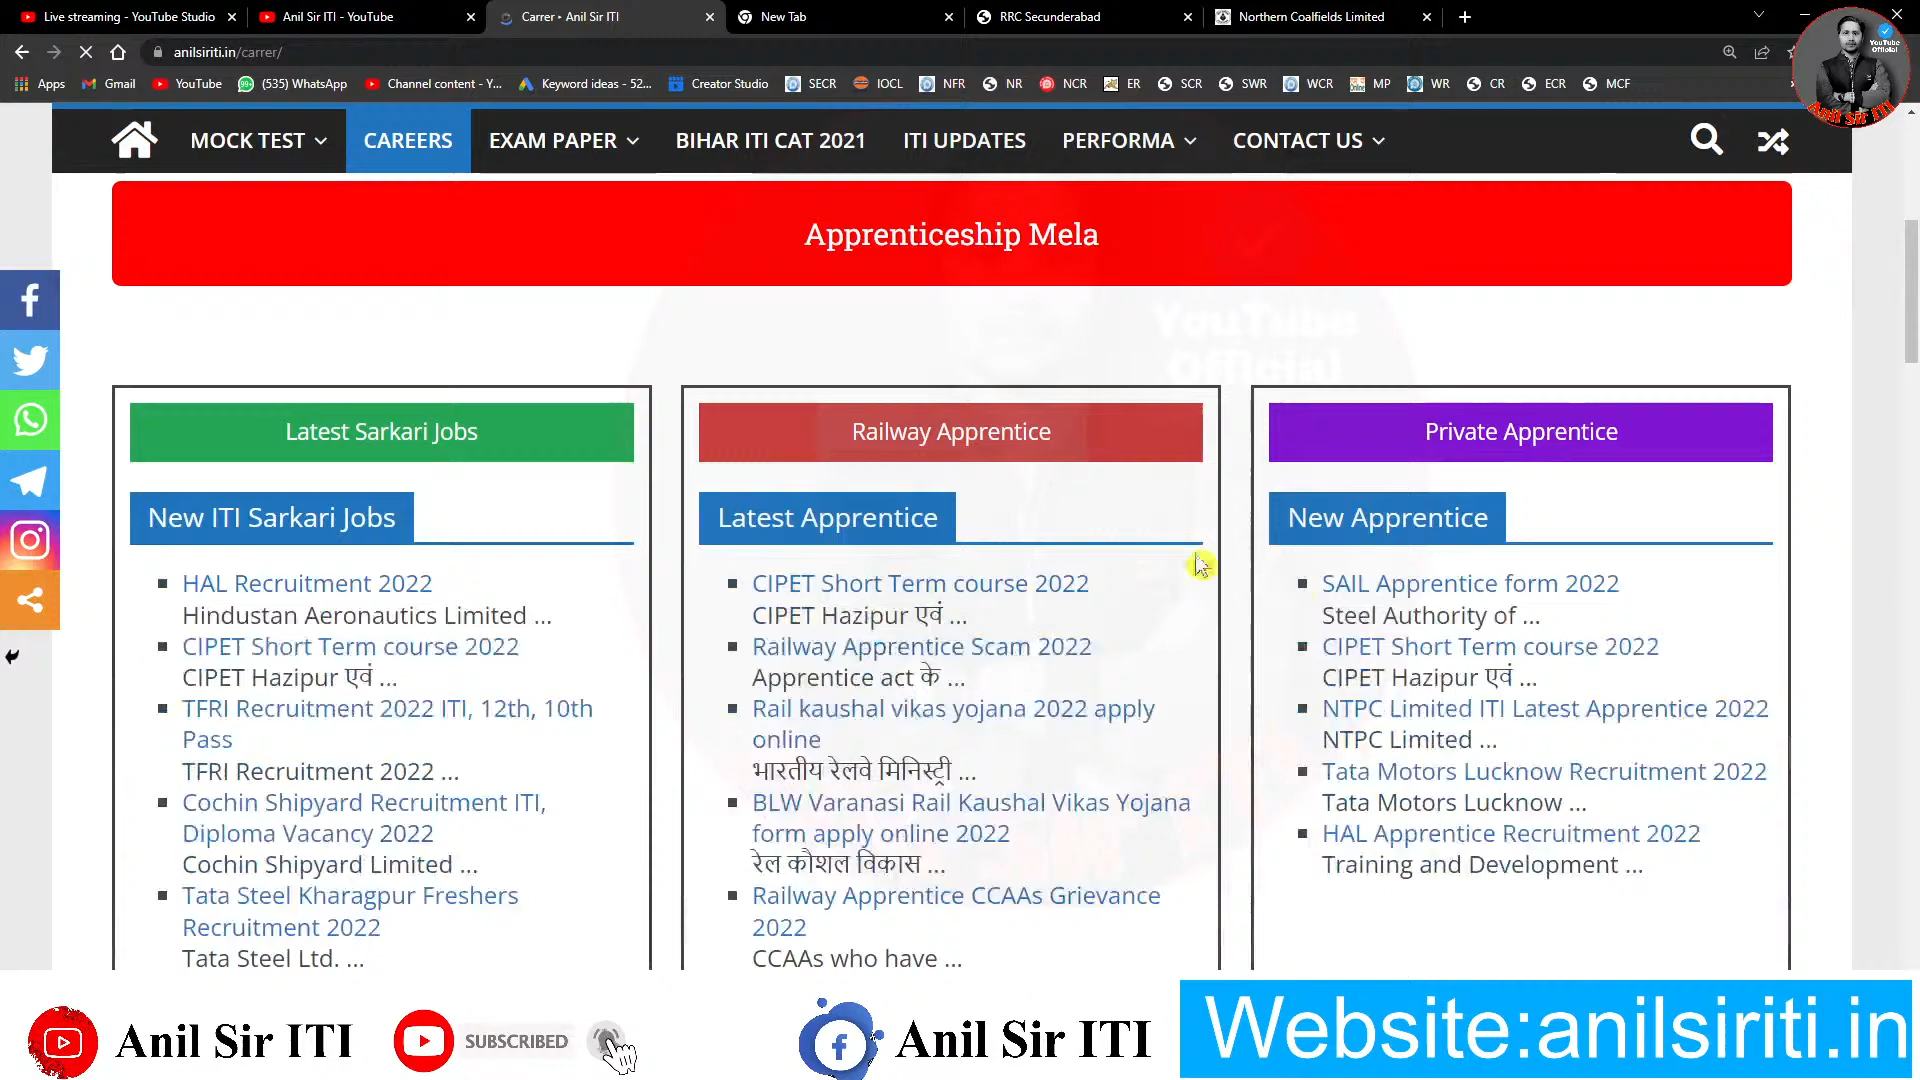 Live streaming - YouTube Studio
Anil Sir ITI - YouTube
Carrer • Anil Sir ITI
New Tab
RRC Secunderabad
Northern Coalfields Limited
anilsiriti.in/carrer/
Apps
Gmail
YouTube
99+
(535) WhatsApp
Channel content - Y...
Keyword ideas - 52...
Creator Studio
SECR
IOCL
NFR
NR
NCR
ER
SCR
SWR
WCR
MP
WR
CR
ECR
MCF
YouTube
Official
Anil Sir ITI
MOCK TEST
CAREERS
EXAM PAPER
BIHAR ITI CAT 2021
ITI UPDATES
PERFORMA
CONTACT US
Apprenticeship Mela
YouTube
Official
Latest Sarkari Jobs
New ITI Sarkari Jobs
HAL Recruitment 2022
Hindustan Aeronautics Limited ...
CIPET Short Term course 2022
CIPET Hazipur एवं ...
TFRI Recruitment 2022 ITI, 12th, 10th
Pass
TFRI Recruitment 2022 ...
Cochin Shipyard Recruitment ITI,
Diploma Vacancy 2022
Cochin Shipyard Limited ...
Tata Steel Kharagpur Freshers
Recruitment 2022
Tata Steel Ltd. ...
Railway Apprentice
Latest Apprentice
CIPET Short Term course 2022
CIPET Hazipur एवं ...
Railway Apprentice Scam 2022
Apprentice act के ...
Rail kaushal vikas yojana 2022 apply
online
भारतीय रेलवे मिनिस्ट्री ...
BLW Varanasi Rail Kaushal Vikas Yojana
form apply online 2022
रेल कौशल विकास ...
Railway Apprentice CCAAs Grievance
2022
CCAAs who have ...
Private Apprentice
New Apprentice
SAIL Apprentice form 2022
Steel Authority of ...
CIPET Short Term course 2022
CIPET Hazipur एवं ...
NTPC Limited ITI Latest Apprentice 2022
NTPC Limited ...
Tata Motors Lucknow Recruitment 2022
Tata Motors Lucknow ...
HAL Apprentice Recruitment 2022
Training and Development ...
Anil Sir ITI
SUBSCRIBED
Anil Sir ITI
Website:anilsiriti.in